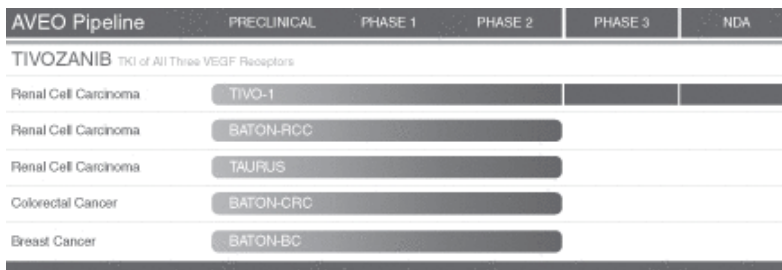 AVEO Pipeline PRECLINICAL PHASE 1 PHASE 2 PHASE 3 NDA
TIVOZANIB TKI of All Three VEGF Receptors
Renal Cell Carcinoma TIVO-1
Renal Cell Carcinoma BATON-RCC
Renal Cell Carcinoma TAURUS
Colorectal Cancer BATON-CRC
Breast Cancer BATON-BC